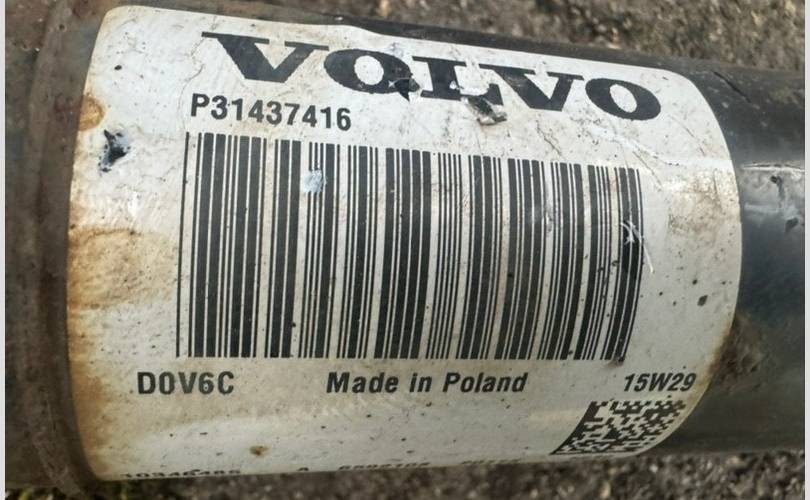 VOLVO
P31437416
D0V6C Made in Poland 15W29
A